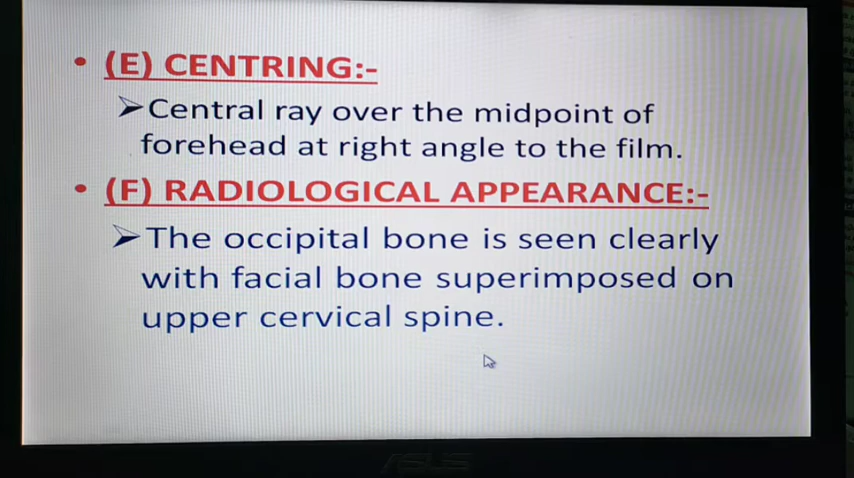 • (E) CENTRING:-
➢Central ray over the midpoint of
forehead at right angle to the film.
• (F) RADIOLOGICAL APPEARANCE:-
➢The occipital bone is seen clearly
with facial bone superimposed on
upper cervical spine.
ASUS